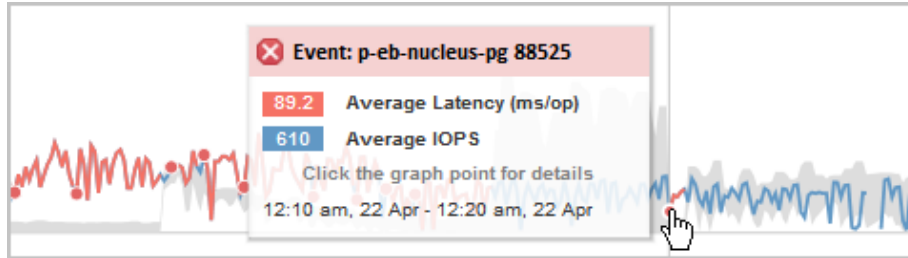 Event: p-eb-nucleus-pg 88525
89.2 Average Latency (ms/op)
610 Average IOPS
Click the graph point for details
12:10 am, 22 Apr - 12:20 am, 22 Apr